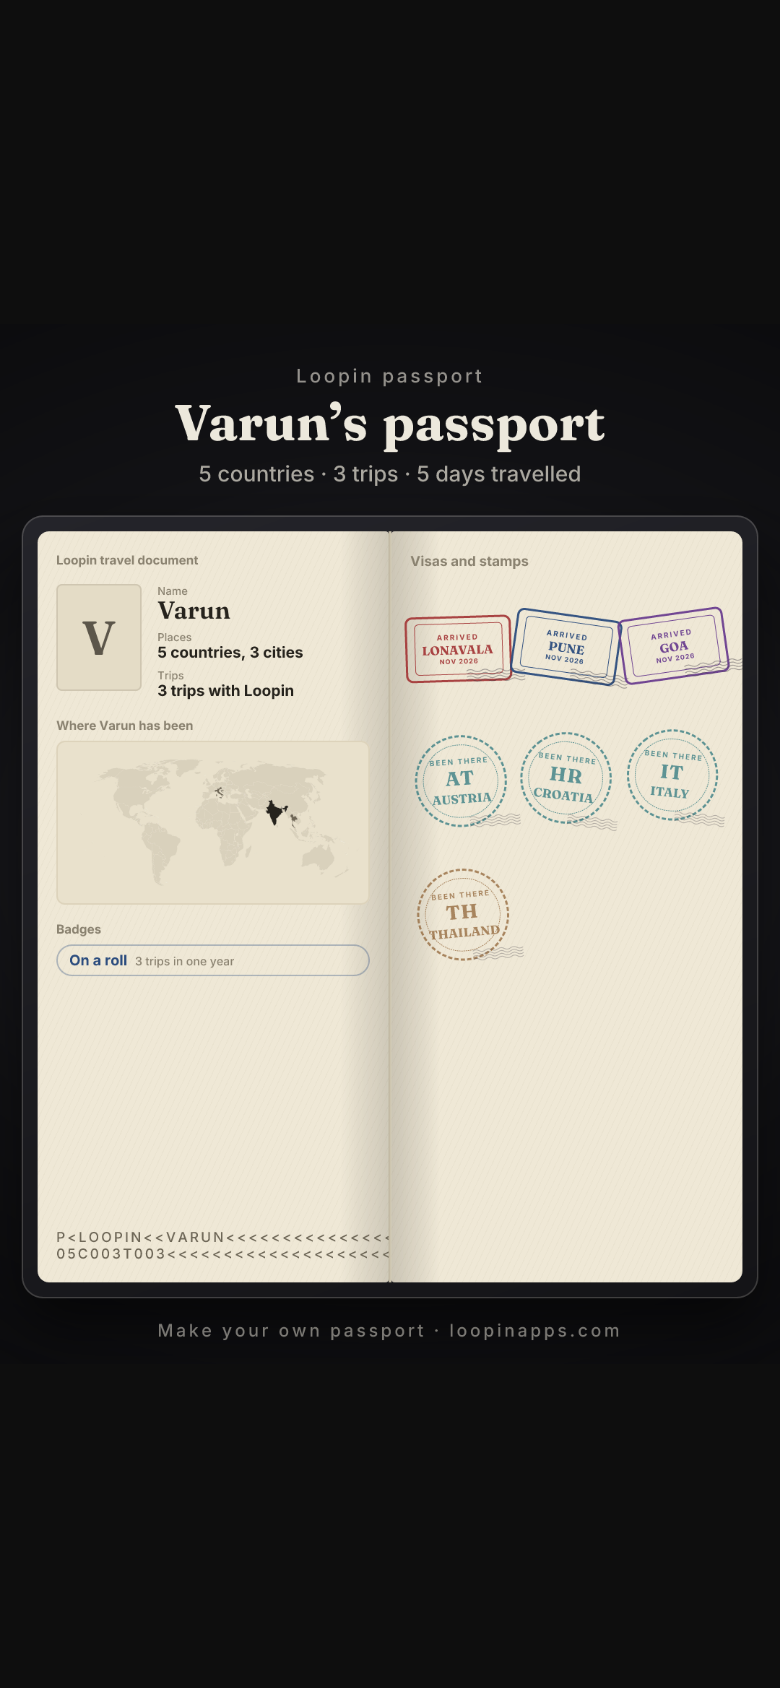 Loopin passport
Varun’s passport
5 countries · 3 trips · 5 days travelled
Loopin travel document
V
Name
Varun
Places
5 countries, 3 cities
Trips
3 trips with Loopin
Where Varun has been
Badges
On a roll 3 trips in one year
P<LOOPIN<<VARUN<<<<<<<<<<<<<<<
05C003T003<<<<<<<<<<<<<<<<<<<<
Visas and stamps
ARRIVED
LONAVALA
NOV 2026
ARRIVED
PUNE
NOV 2026
ARRIVED
GOA
NOV 2026
BEEN THERE
AT
AUSTRIA
BEEN THERE
HR
CROATIA
BEEN THERE
IT
ITALY
BEEN THERE
TH
THAILAND
Make your own passport · loopinapps.com